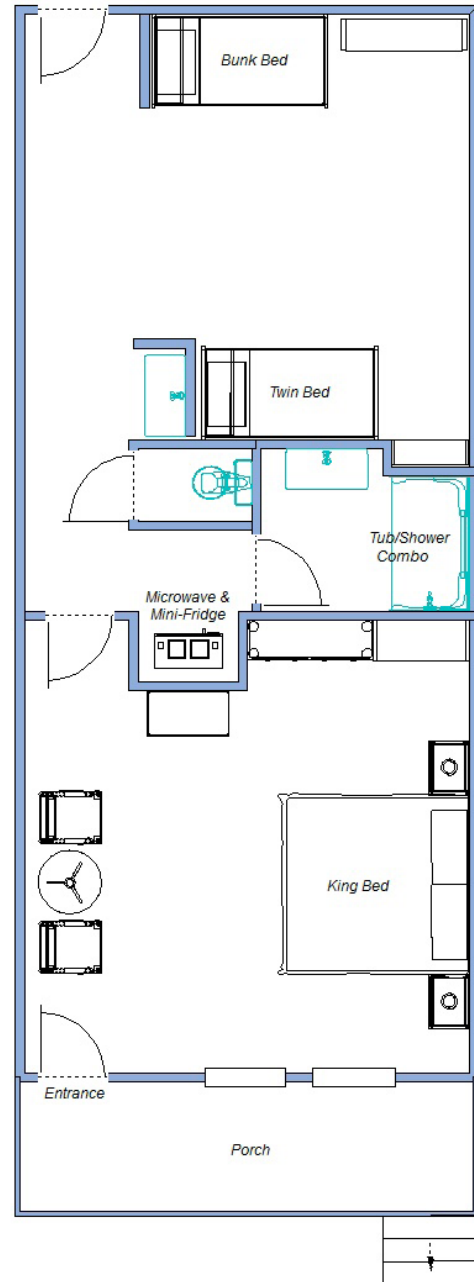 Bunk Bed
Twin Bed
Tub/Shower
Combo
Microwave &
Mini-Fridge
King Bed
Entrance
Porch